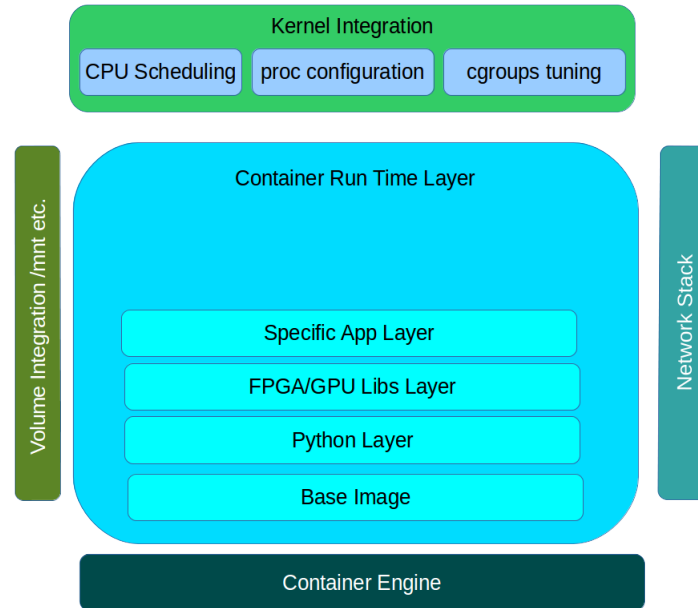 Kernel Integration
CPU Scheduling
proc configuration
cgroups tuning
Volume Integration /mnt etc.
Container Run Time Layer
Specific App Layer
FPGA/GPU Libs Layer
Python Layer
Base Image
Network Stack
Container Engine